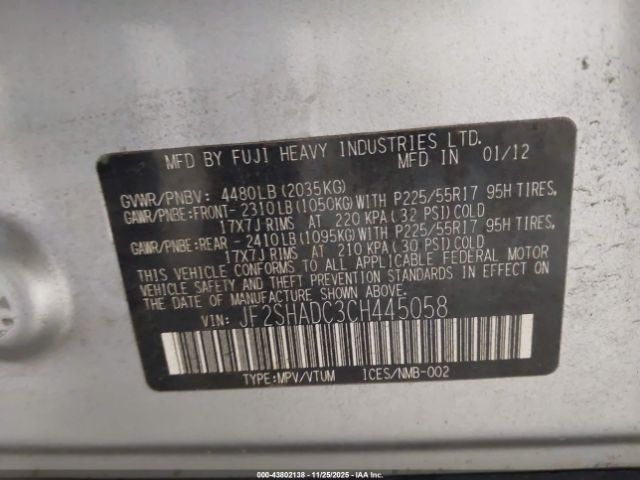 MFD BY FUJI HEAVY INDUSTRIES LTD.
MFD IN 01/12
GVWR/PNBV: 4480LB(2035KG)
GAWR/PNBE:FRONT-2310LB(1050KG)WITH P225/55R17 95H TIRES,
17X7J RIMS AT 220 KPA(32 PSI)COLD
GAWR/PNBE:REAR -2410LB(1095KG)WITH P225/55R17 95H TIRES,
17X7J RIMS AT 210 KPA(30 PSI)COLD
THIS VEHICLE CONFORMS TO ALL APPLICABLE FEDERAL MOTOR
VEHICLE SAFETY AND THEFT PREVENTION STANDARDS IN EFFECT ON
THE DATE OF MANUFACTURE SHOWN ABOVE.
VIN: JF2SHADC3CH445058
TYPE:MPV/VTUM ICES/NMB-002
000-43802138 - 11/25/2025 - IAA Inc.